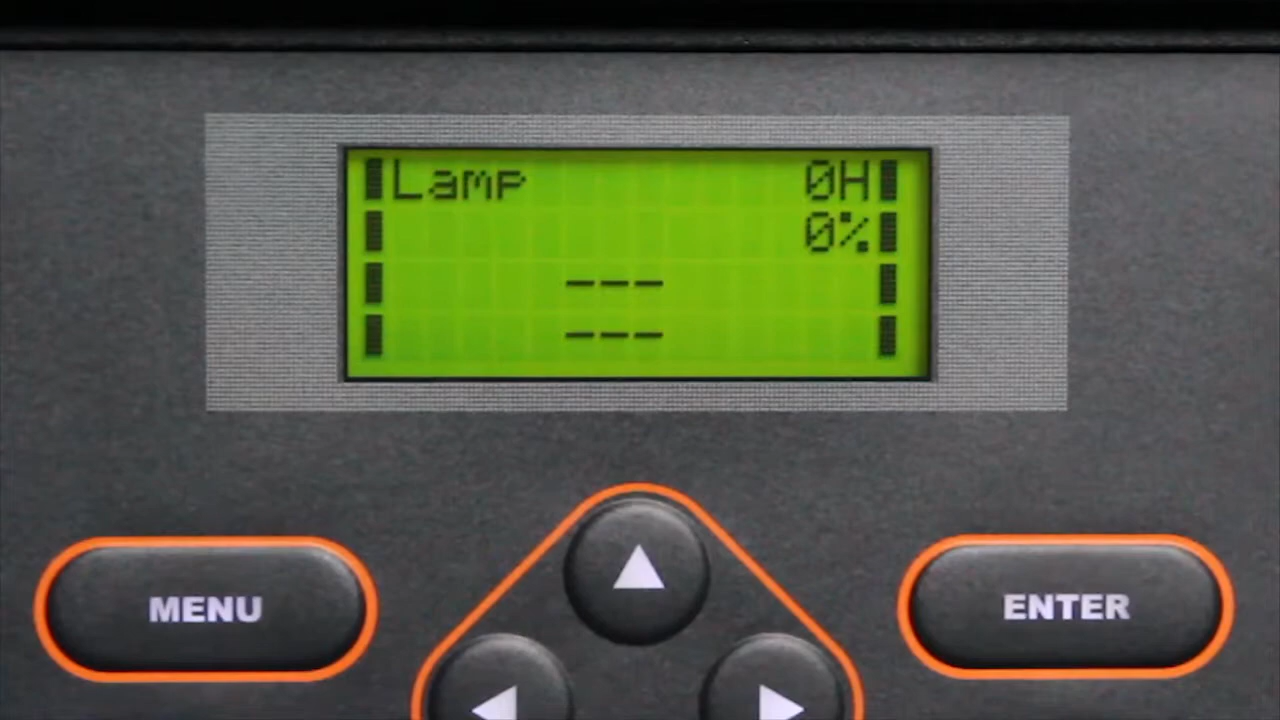 Lamp 0H
0%
---
---
MENU
ENTER